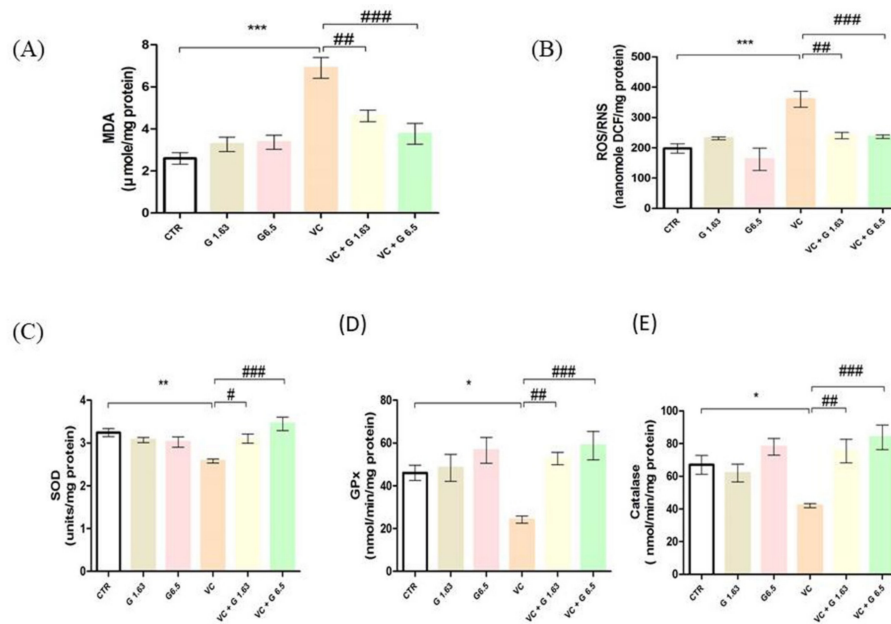 (A)
***
###
##
MDA
(µ mole/mg protein)
8
6
4
2
0
CTR
G 1.63
G6.5
VC
VC + G 1.63
VC + G 6.5
(B)
***
###
##
ROS/RNS
(nanomole DCF/mg protein)
500
400
300
200
100
0
CTR
G 1.63
G6.5
VC
VC + G 1.63
VC + G 6.5
(C)
**
###
#
SOD
(units/mg protein)
4
3
2
1
0
CTR
G 1.63
G6.5
VC
VC + G 1.63
VC + G 6.5
(D)
*
###
##
GPx
(nmol/min/mg protein)
80
60
40
20
0
CTR
G 1.63
G6.5
VC
VC + G 1.63
VC + G 6.5
(E)
*
###
##
Catalase
( nmol/min/mg protein)
100
80
60
40
20
0
CTR
G 1.63
G6.5
VC
VC + G 1.63
VC + G 6.5